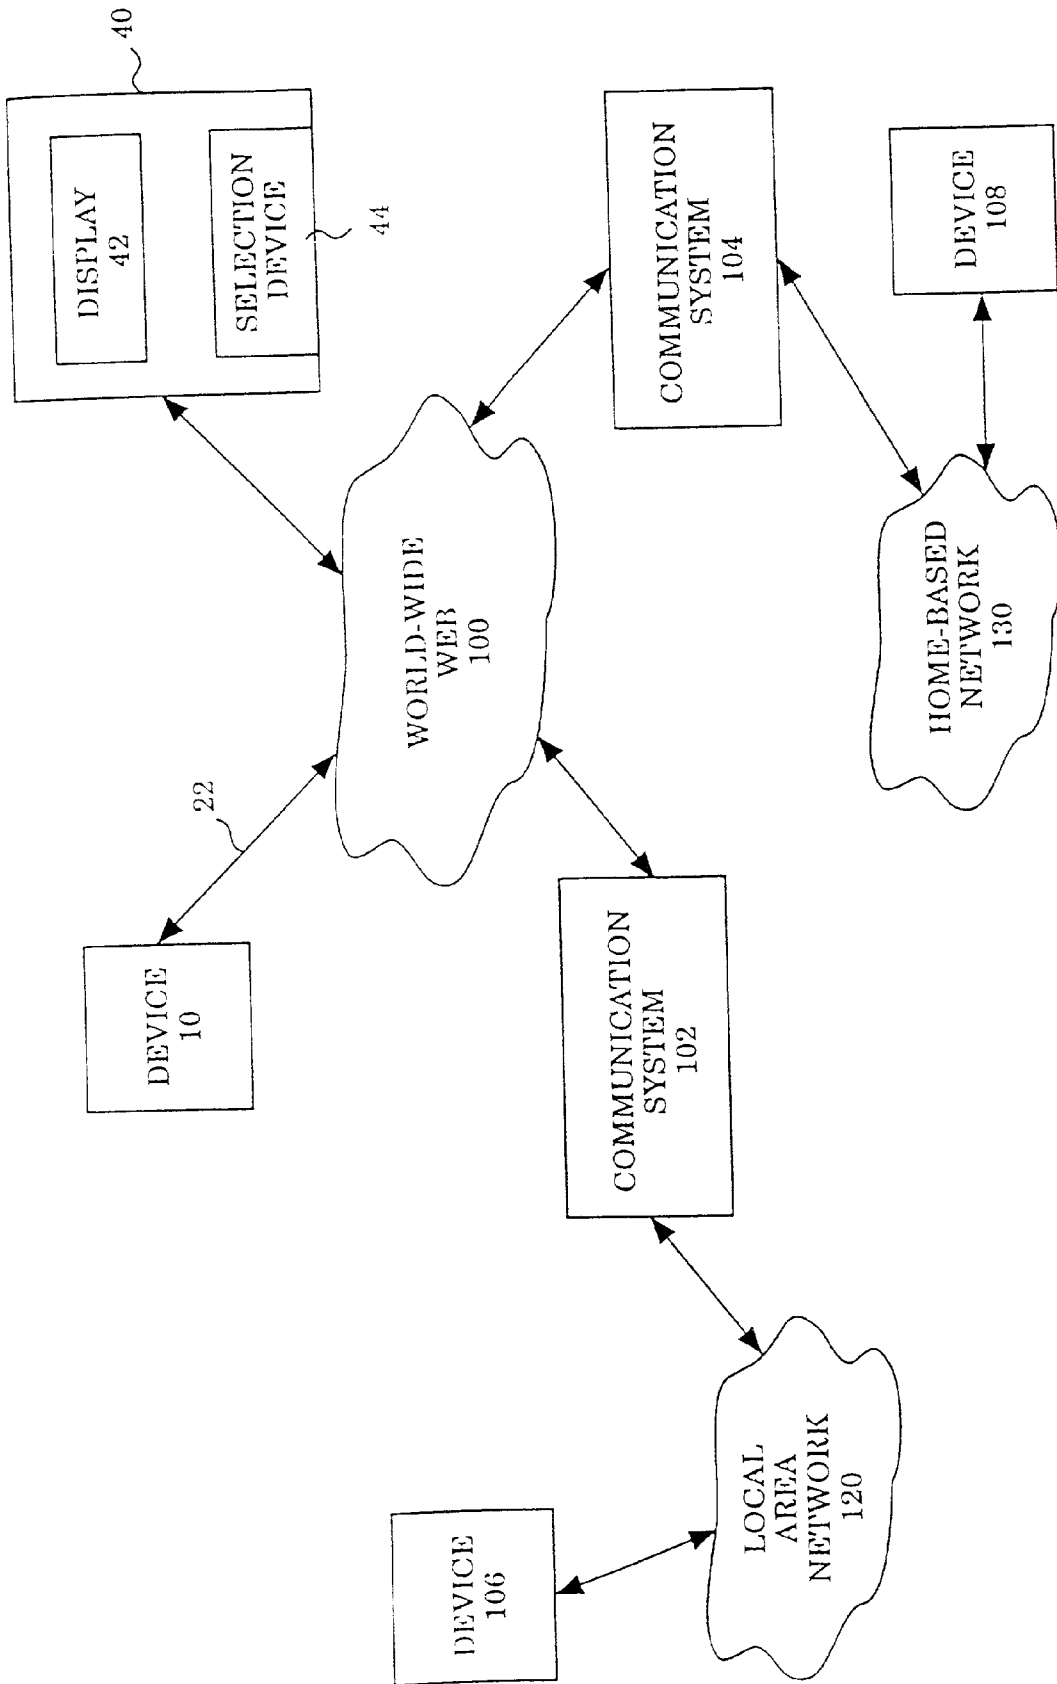 DEVICE
106
LOCAL
AREA
NETWORK
120
DEVICE
10
22
COMMUNICATION
SYSTEM
102
WORLD-WIDE
WEB
100
40
DISPLAY
42
SELECTION
DEVICE
44
COMMUNICATION
SYSTEM
104
HOME-BASED
NETWORK
130
DEVICE
108